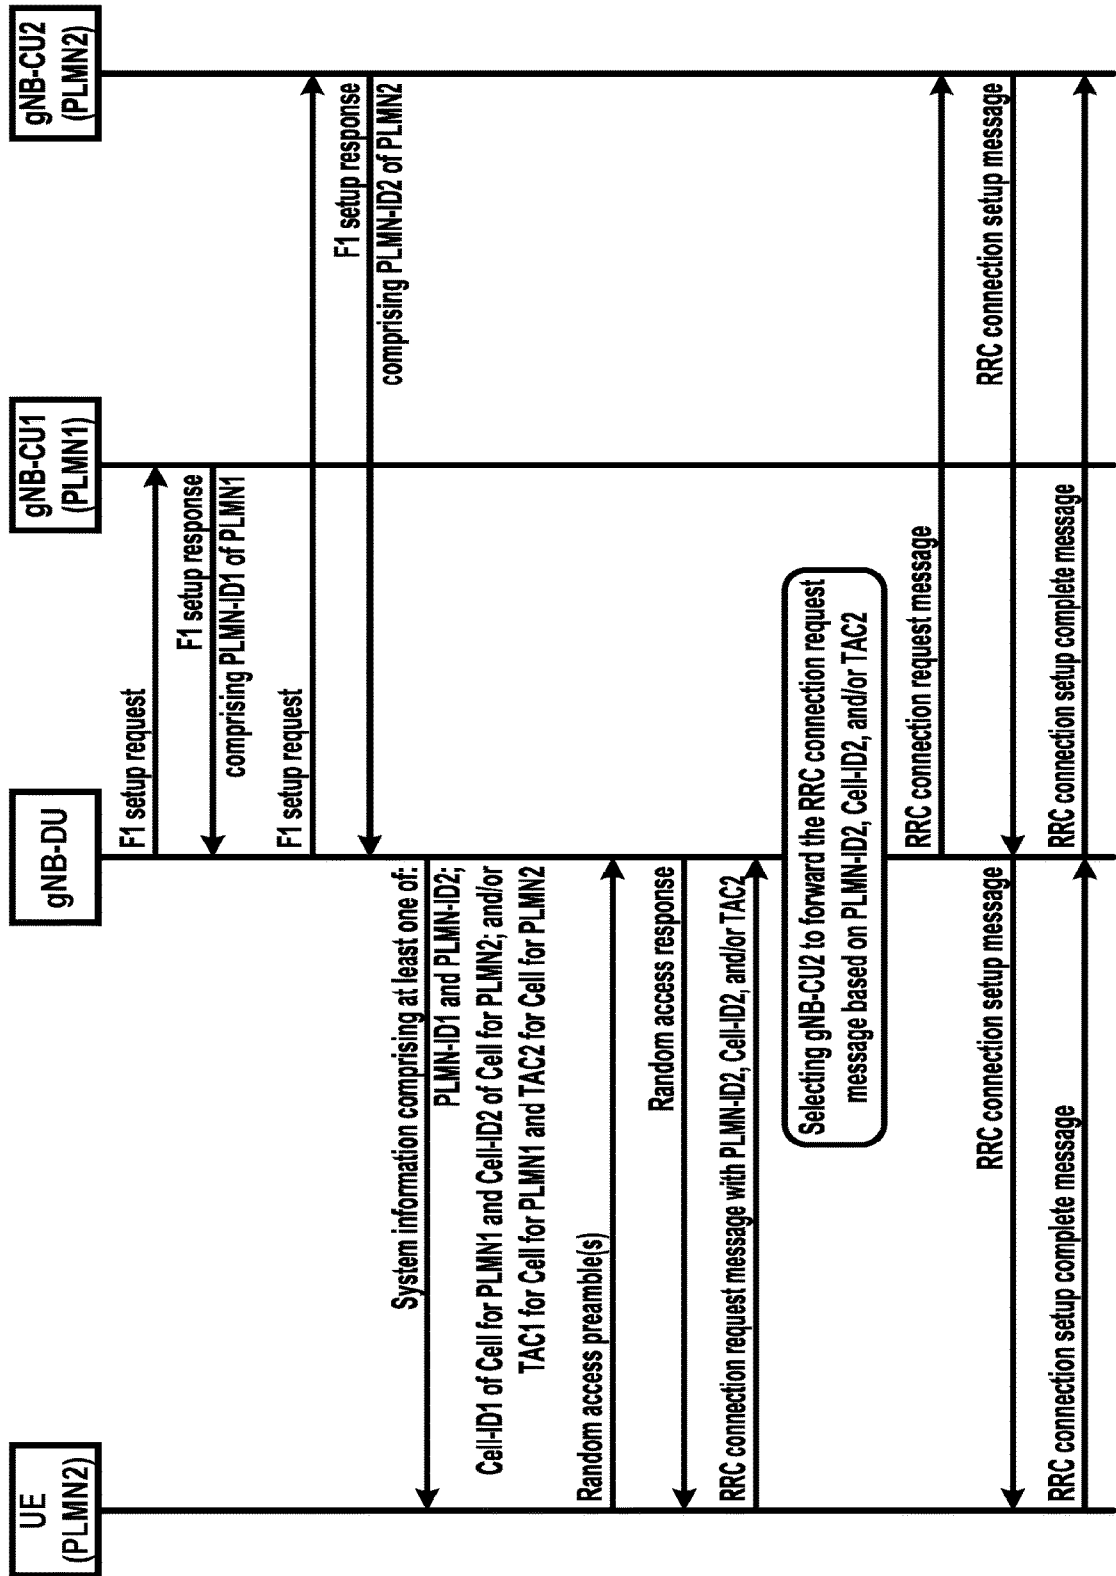 UE
(PLMN2)
gNB-DU
gNB-CU1
(PLMN1)
gNB-CU2
(PLMN2)
F1 setup request
F1 setup response
comprising PLMN-ID1 of PLMN1
F1 setup request
F1 setup response
comprising PLMN-ID2 of PLMN2
System information comprising at least one of:
PLMN-ID1 and PLMN-ID2;
Cell-ID1 of Cell for PLMN1 and Cell-ID2 of Cell for PLMN2; and/or
TAC1 for Cell for PLMN1 and TAC2 for Cell for PLMN2
Random access preamble(s)
Random access response
RRC connection request message with PLMN-ID2, Cell-ID2, and/or TAC2
Selecting gNB-CU2 to forward the RRC connection request
message based on PLMN-ID2, Cell-ID2, and/or TAC2
RRC connection request message
RRC connection setup message
RRC connection setup message
RRC connection setup complete message
RRC connection setup complete message